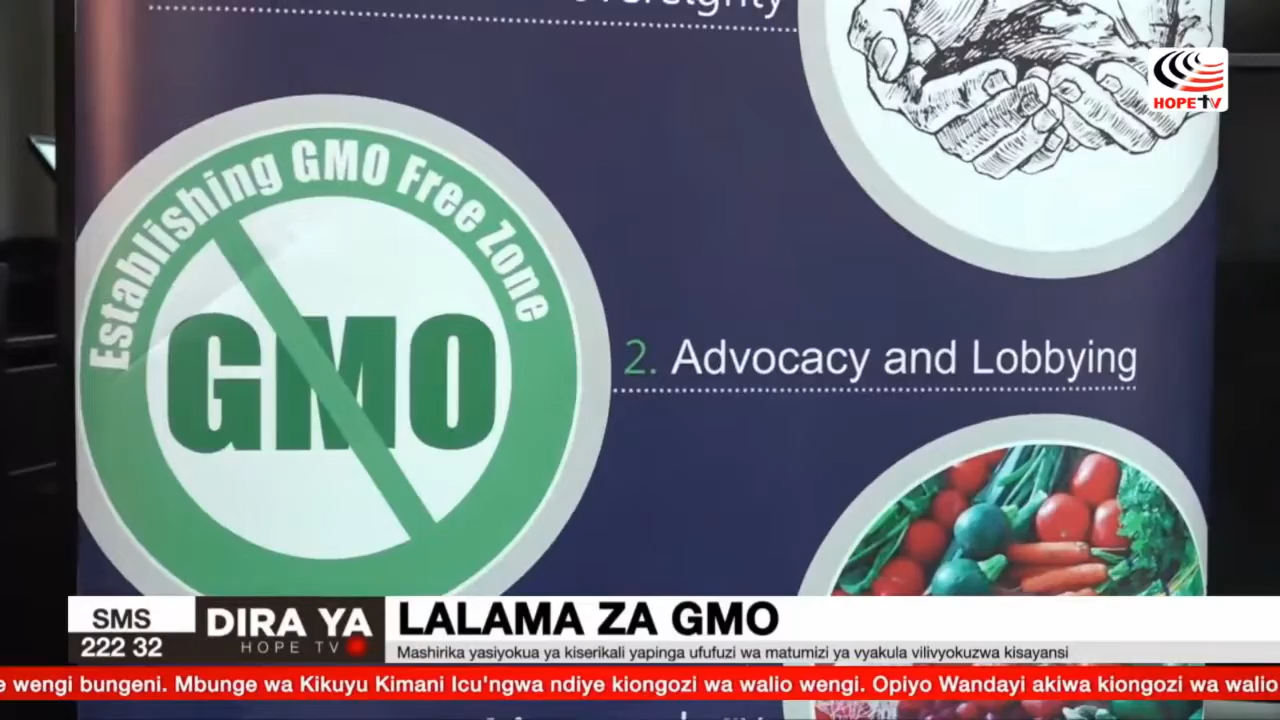 HOPE TV
Establishing GMO Free Zone
GMO
2. Advocacy and Lobbying
SMS
222 32
DIRA YA
HOPE TV
LALAMA ZA GMO
Mashirika yasiyokua ya kiserikali yapinga ufufuzi wa matumizi ya vyakula vilivyokuzwa kisayansi
wengi bungeni. Mbunge wa Kikuyu Kimani Icu'ngwa ndiye kiongozi wa walio wengi. Opiyo Wandayi akiwa kiongozi wa walio